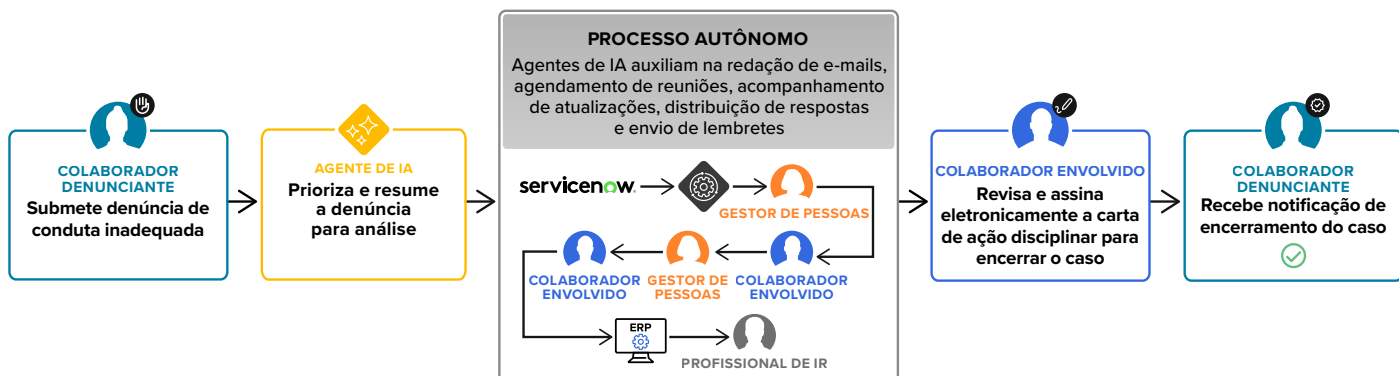 COLABORADOR
DENUNCIANTE
Submete denúncia de
conduta inadequada
AGENTE DE IA
Prioriza e resume
a denúncia
para análise
PROCESSO AUTÔNOMO
Agentes de IA auxiliam na redação de e-mails,
agendamento de reuniões, acompanhamento
de atualizações, distribuição de respostas
e envio de lembretes
servicenow
GESTOR DE PESSOAS
COLABORADOR
ENVOLVIDO
GESTOR DE
PESSOAS
COLABORADOR
ENVOLVIDO
ERP
PROFISSIONAL DE IR
COLABORADOR ENVOLVIDO
Revisa e assina
eletronicamente a carta
de ação disciplinar para
encerrar o caso
COLABORADOR
DENUNCIANTE
Recebe notificação de
encerramento do caso